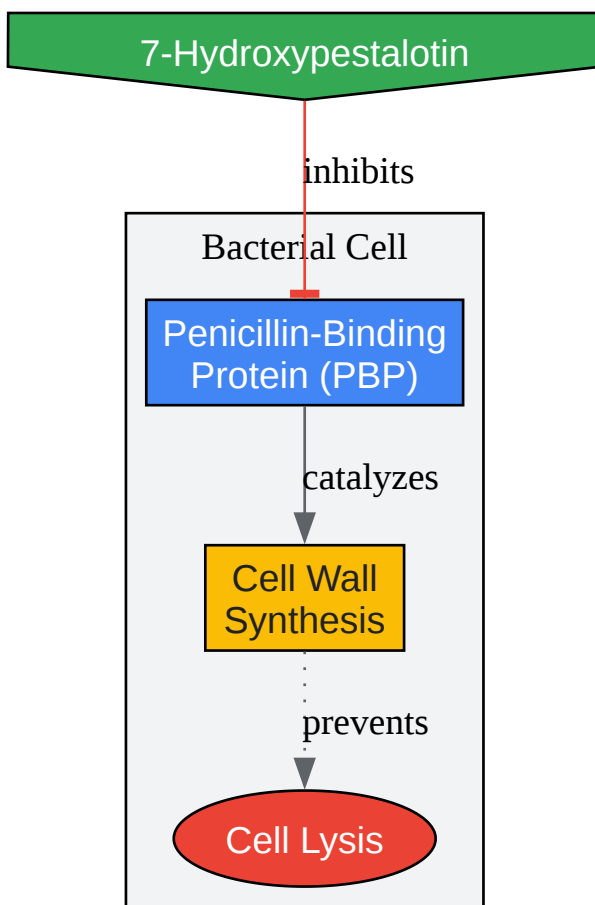 7-Hydroxypestalotin
inhibits
Bacterial Cell
Penicillin-Binding
Protein (PBP)
catalyzes
Cell Wall
Synthesis
prevents
Cell Lysis